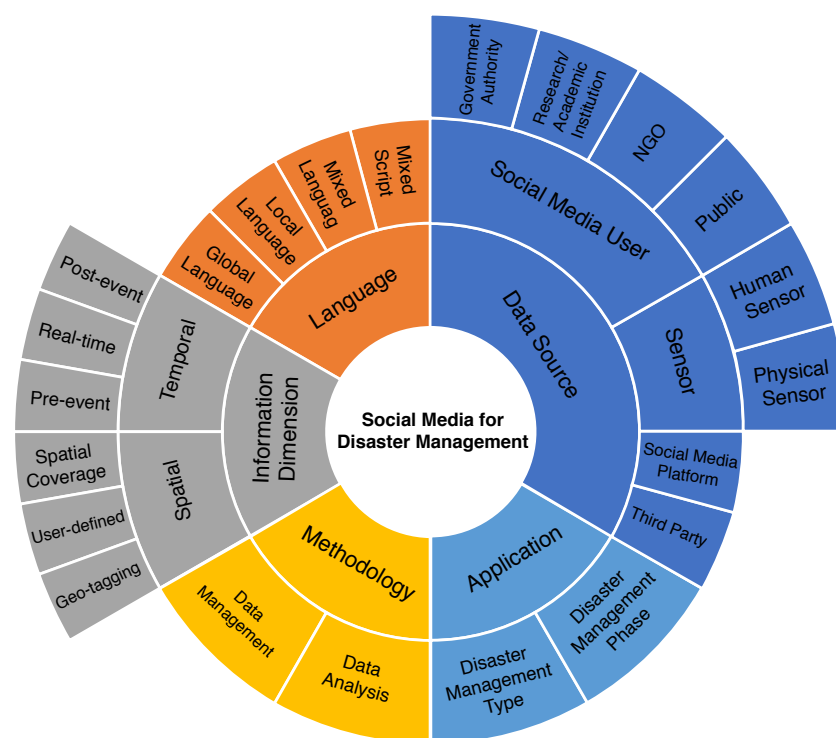 Social Media for
Disaster Management
Data Source
Social Media User
Government
Authority
Research/
Academic
Institution
NGO
Public
Sensor
Human
Sensor
Physical
Sensor
Social Media
Platform
Third Party
Application
Disaster
Management
Phase
Disaster
Management
Type
Methodology
Data
Analysis
Data
Management
Information
Dimension
Spatial
Geo-tagging
User-defined
Spatial
Coverage
Temporal
Pre-event
Real-time
Post-event
Language
Global
Language
Local
Language
Mixed
Languag
Mixed
Script